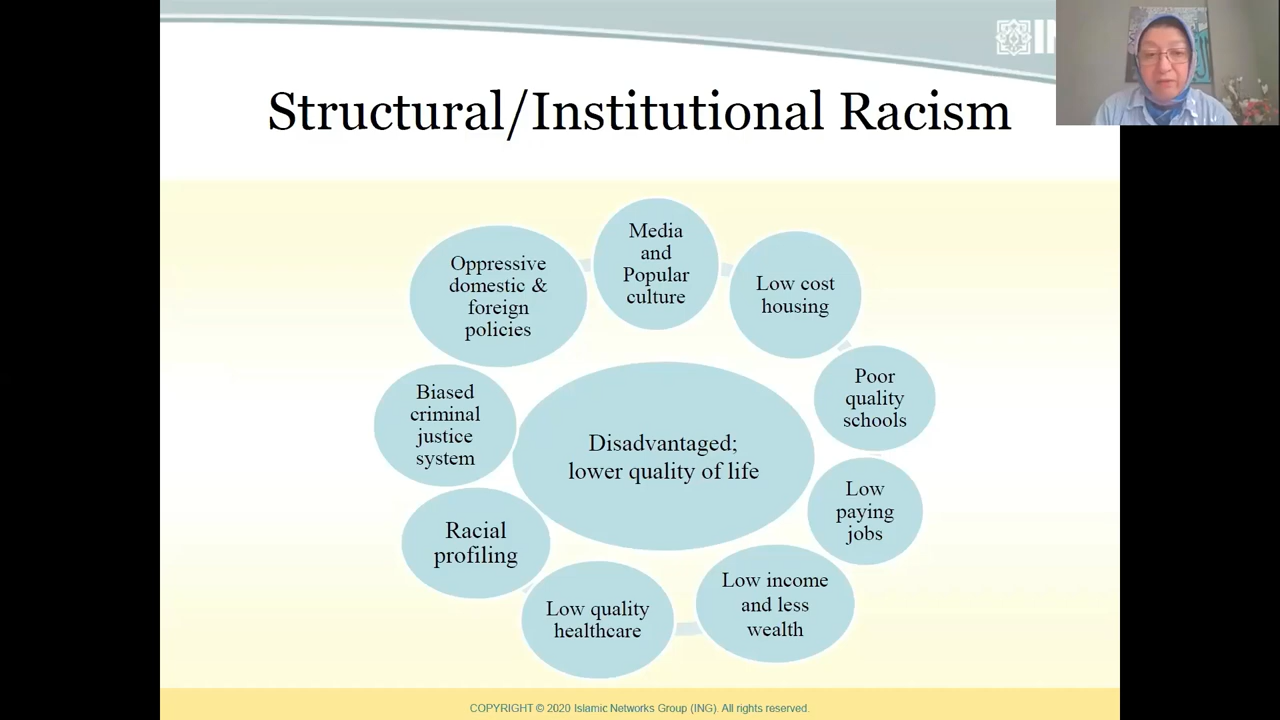 Structural/Institutional Racism
Media
and
Popular
culture
Low cost
housing
Poor
quality
schools
Low
paying
jobs
Low income
and less
wealth
Low quality
healthcare
Racial
profiling
Biased
criminal
justice
system
Oppressive
domestic &
foreign
policies
Disadvantaged;
lower quality of life
COPYRIGHT © 2020 Islamic Networks Group (ING). All rights reserved.